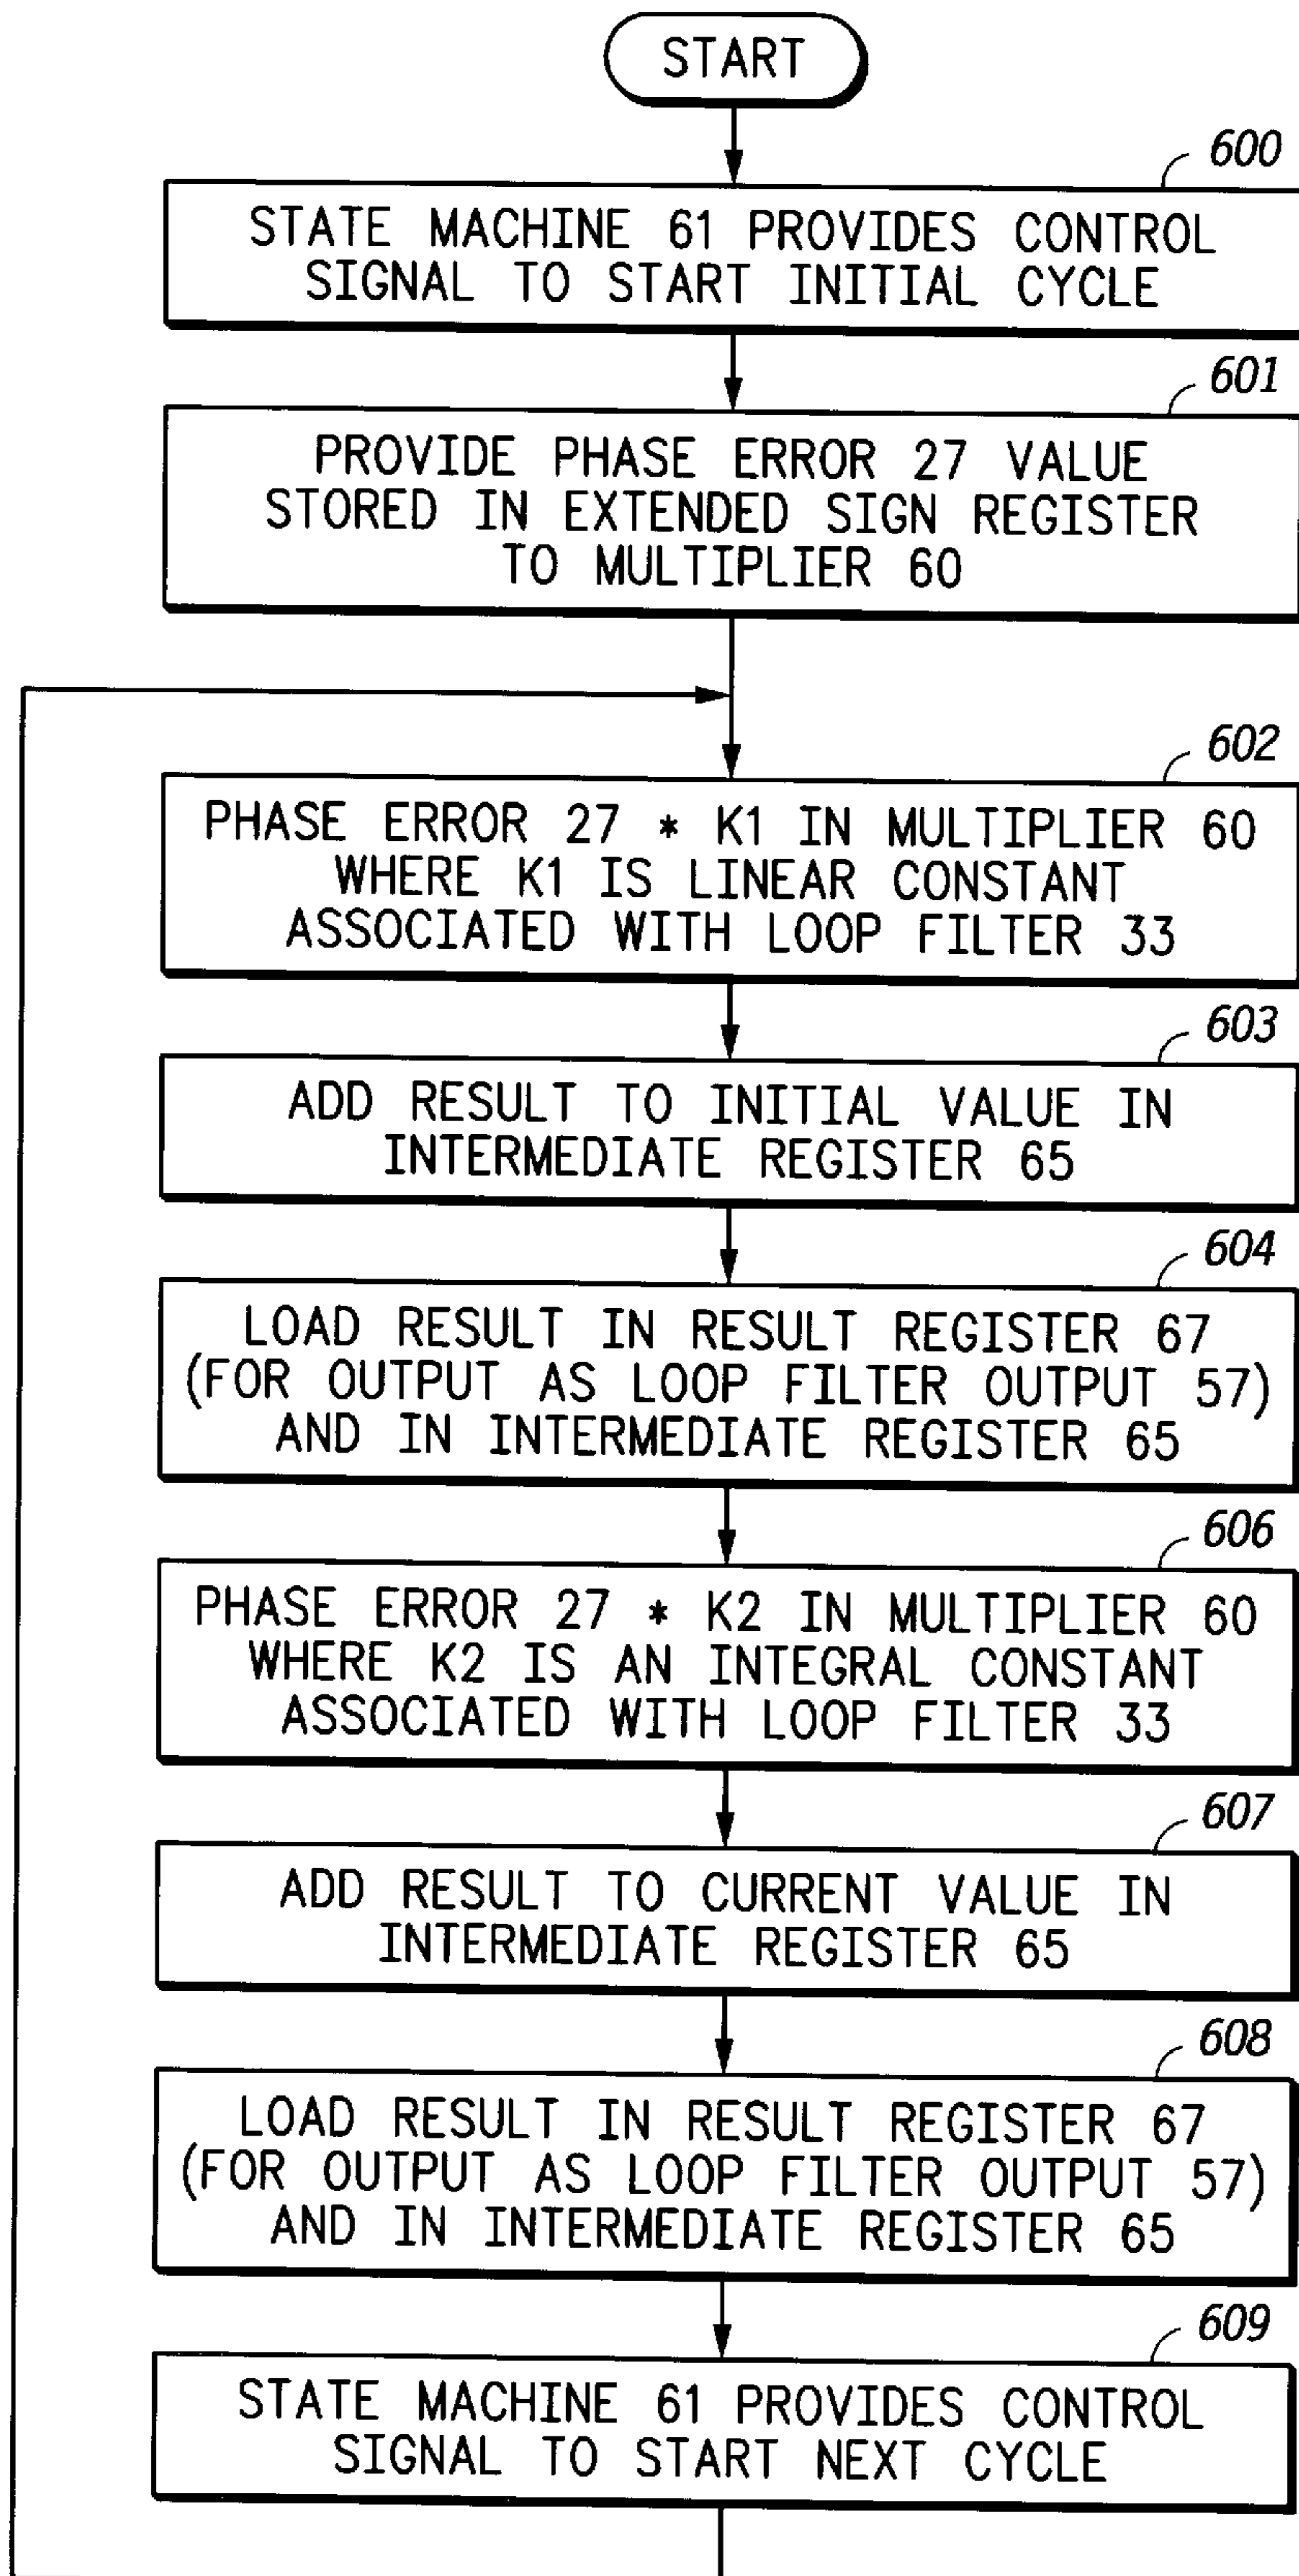 START
600
STATE MACHINE 61 PROVIDES CONTROL
SIGNAL TO START INITIAL CYCLE
601
PROVIDE PHASE ERROR 27 VALUE
STORED IN EXTENDED SIGN REGISTER
TO MULTIPLIER 60
602
PHASE ERROR 27 * K1 IN MULTIPLIER 60
WHERE K1 IS LINEAR CONSTANT
ASSOCIATED WITH LOOP FILTER 33
603
ADD RESULT TO INITIAL VALUE IN
INTERMEDIATE REGISTER 65
604
LOAD RESULT IN RESULT REGISTER 67
(FOR OUTPUT AS LOOP FILTER OUTPUT 57)
AND IN INTERMEDIATE REGISTER 65
606
PHASE ERROR 27 * K2 IN MULTIPLIER 60
WHERE K2 IS AN INTEGRAL CONSTANT
ASSOCIATED WITH LOOP FILTER 33
607
ADD RESULT TO CURRENT VALUE IN
INTERMEDIATE REGISTER 65
608
LOAD RESULT IN RESULT REGISTER 67
(FOR OUTPUT AS LOOP FILTER OUTPUT 57)
AND IN INTERMEDIATE REGISTER 65
609
STATE MACHINE 61 PROVIDES CONTROL
SIGNAL TO START NEXT CYCLE